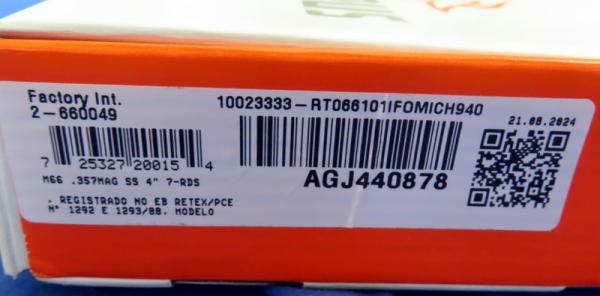 Factory Int.
2-660049
7 25327 20015 4
M66 .357MAG SS 4" 7-RDS
. REGISTRADO NO EB RETEX/PCE
Nº 1292 E 1293/88. MODELO
10023333-RT066101IFOMICH940
AGJ440878
21.08.2024